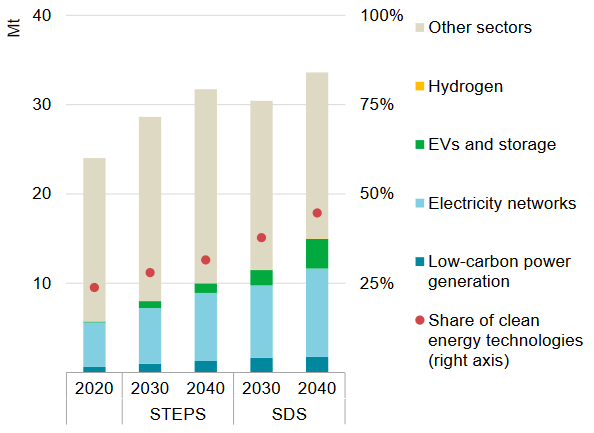 Mt
40
30
20
10
100%
75%
50%
25%
2020
2030
2040
2030
2040
STEPS
SDS
Other sectors
Hydrogen
EVs and storage
Electricity networks
Low-carbon power
generation
Share of clean
energy technologies
(right axis)